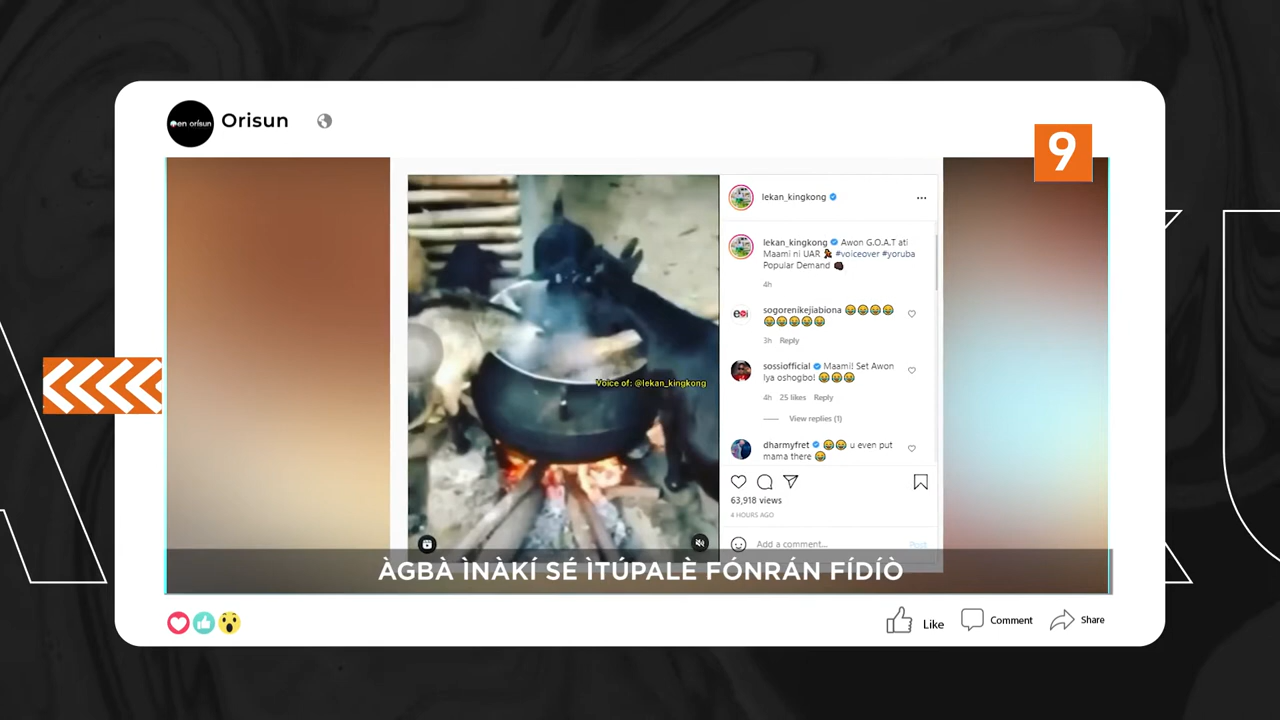 en orísun
Orisun
9
lekan_kingkong
...
lekan_kingkong Awon G.O.A.T ati
Maami ni UAR 💃🏿 #voiceover #yoruba
Popular Demand
4h
eoi
sogorenikejiabiona 😂😂😂😂
😂😂😂😂😂
3h Reply
sossiofficial Maami! Set Awon
Iya oshogbo! 😂😂😂
4h 25 likes Reply
View replies (1)
dharmyfret 😂😂 u even put
mama there 😂
63,918 views
4 HOURS AGO
Add a comment...
Post
Voice of: @lekan_kingkong
ÀGBÀ ÌNÀKÍ SÉ ÌTÚPALÈ FÓNRÁN FÍDÍÒ
Like
Comment
Share